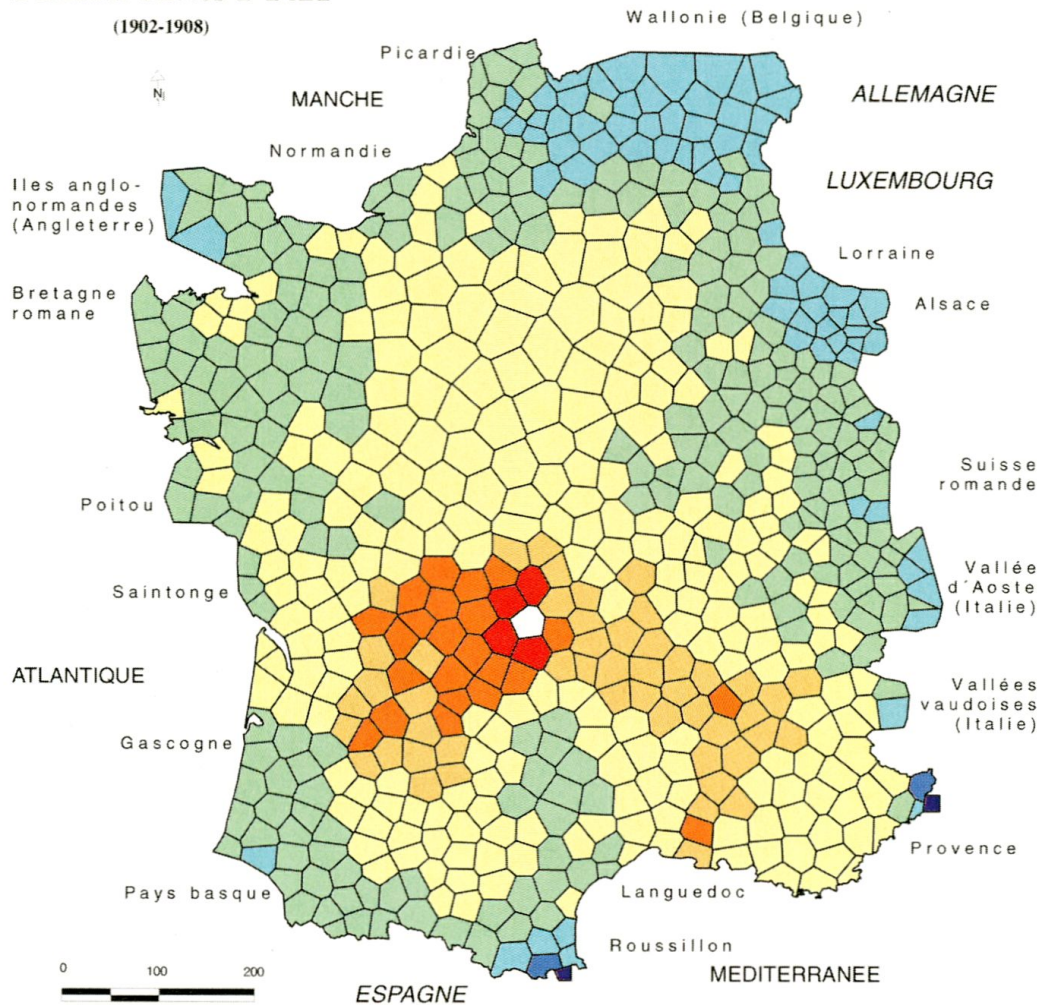 (1902-1908)
Wallonie (Belgique)
Picardie
N
MANCHE
ALLEMAGNE
Normandie
Iles anglo-
normandes
(Angleterre)
LUXEMBOURG
Lorraine
Bretagne
romane
Alsace
Poitou
Suisse
romande
Saintonge
Vallée
d'Aoste
(Italie)
ATLANTIQUE
Vallées
vaudoises
(Italie)
Gascogne
Provence
Pays basque
Languedoc
Roussillon
MEDITERRANEE
0 100 200
ESPAGNE